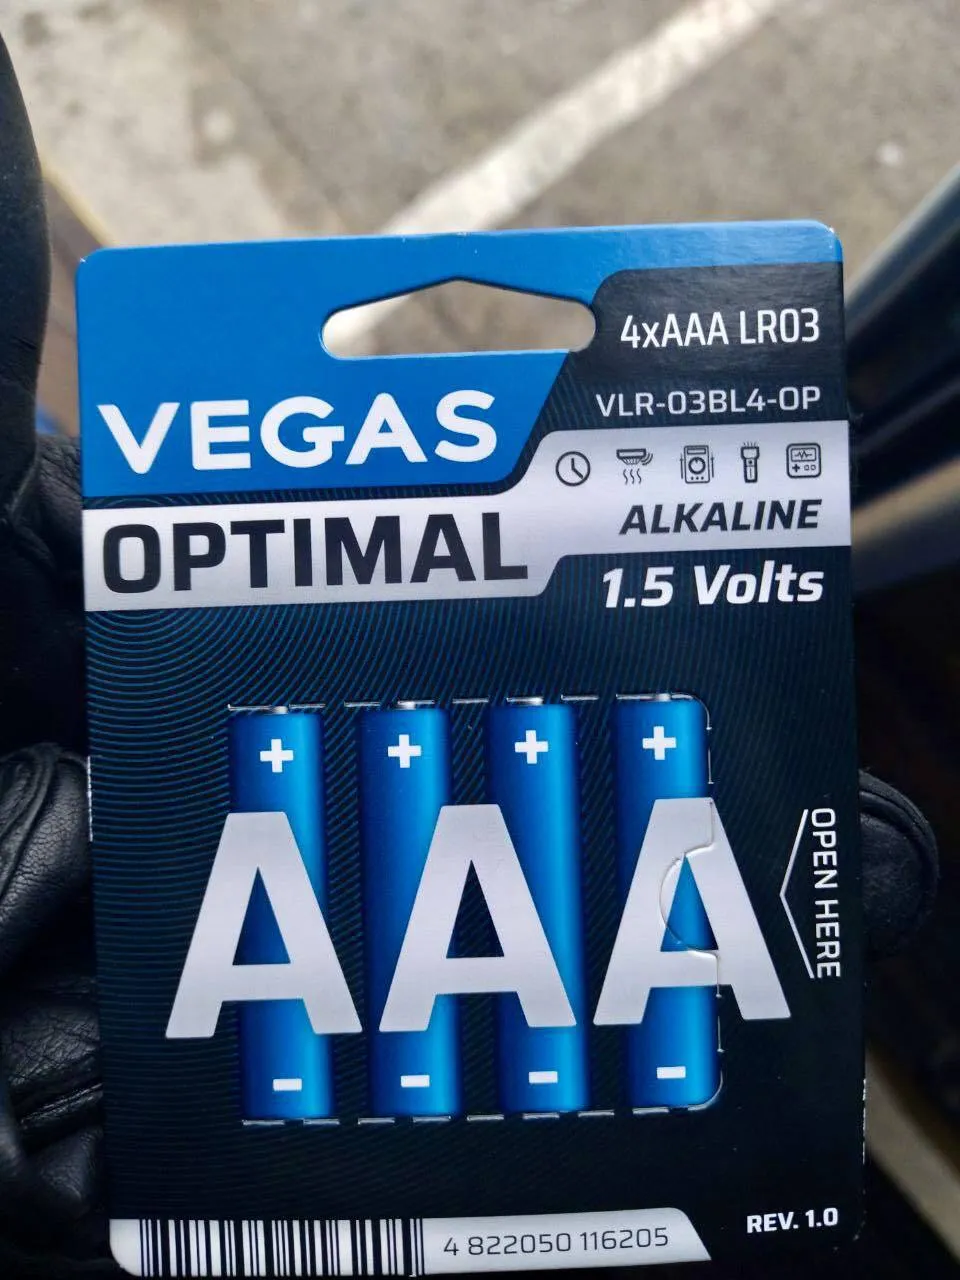 4xAAA LR03
VLR-03BL4-OP
VEGAS
OPTIMAL
ALKALINE
1.5 Volts
+ + + +
AAA
OPEN HERE
- - - -
REV. 1.0
4 822050 116205